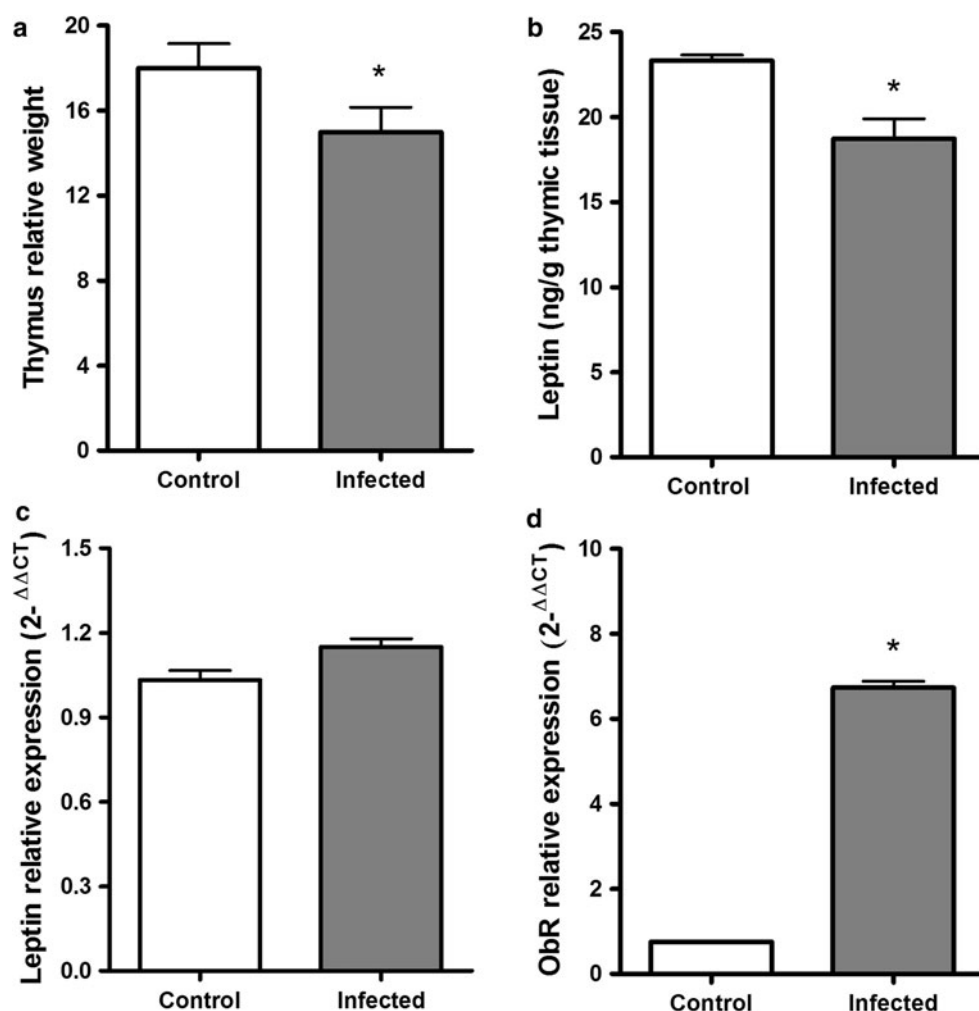 a
Thymus relative weight
20
*
16
12
8
4
0
Control Infected
b
Leptin (ng/g thymic tissue)
25
*
20
15
10
5
0
Control Infected
c
Leptin relative expression (2-ΔΔCT)
1.5
1.2
0.9
0.6
0.3
0.0
Control Infected
d
ObR relative expression (2-ΔΔCT)
10
8
*
6
4
2
0
Control Infected